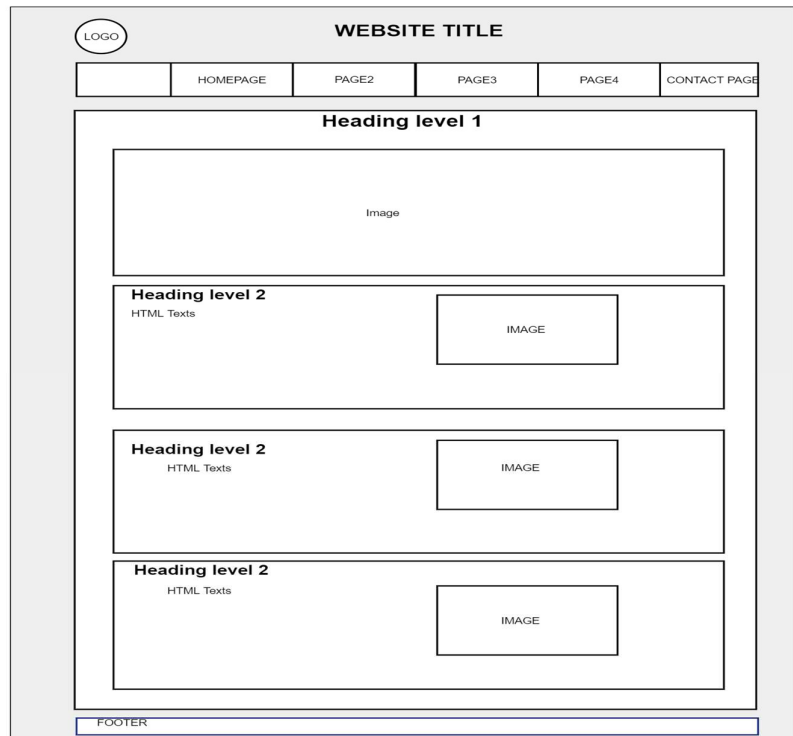 LOGO
WEBSITE TITLE
HOMEPAGE PAGE2 PAGE3 PAGE4 CONTACT PAGE
Heading level 1
Image
Heading level 2
HTML Texts
IMAGE
Heading level 2
HTML Texts
IMAGE
Heading level 2
HTML Texts
IMAGE
FOOTER